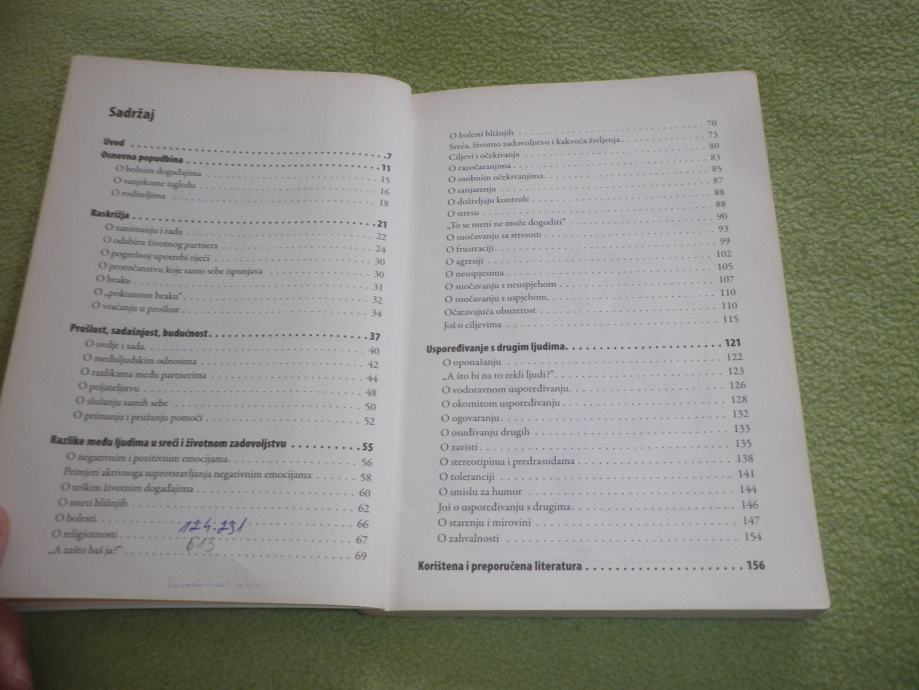 Sadržaj
Uvod . . . . . . . . . . . . . . . . . . . . . . . . . . . . . . 7
Osnovna popudbina . . . . . . . . . . . . . . . . . . . . . . . . 11
O bolnim događajima . . . . . . . . . . . . . . . . . . . . . . 15
O vanjskome izgledu . . . . . . . . . . . . . . . . . . . . . . 16
O roditeljima . . . . . . . . . . . . . . . . . . . . . . . . . 18
Raskrižja . . . . . . . . . . . . . . . . . . . . . . . . . . . 21
O zanimanju i radu . . . . . . . . . . . . . . . . . . . . . . . 22
O odabiru životnog partnera . . . . . . . . . . . . . . . . . . 24
O pogrešnoj upotrebi riječi . . . . . . . . . . . . . . . . . . 30
O proročanstvu koje samo sebe ispunjava . . . . . . . . . . . . 30
O braku . . . . . . . . . . . . . . . . . . . . . . . . . . . . 31
O „pokusnom braku“ . . . . . . . . . . . . . . . . . . . . . . . 32
O vraćanju u prošlost . . . . . . . . . . . . . . . . . . . . . 34
Prošlost, sadašnjost, budućnost . . . . . . . . . . . . . . . . 37
O ovdje i sada . . . . . . . . . . . . . . . . . . . . . . . . . 40
O međuljudskim odnosima . . . . . . . . . . . . . . . . . . . . 42
O razlikama među partnerima . . . . . . . . . . . . . . . . . . 44
O prijateljstvu . . . . . . . . . . . . . . . . . . . . . . . . 48
O slušanju samih sebe . . . . . . . . . . . . . . . . . . . . . 50
O primanju i pružanju pomoći . . . . . . . . . . . . . . . . . . 52
Razlike među ljudima u sreći i životnom zadovoljstvu . . . . . . 55
O negativnim i pozitivnim emocijama . . . . . . . . . . . . . . 56
Primjeri aktivnoga suprotstavljanja negativnim emocijama . . . . 58
O teškim životnim događajima . . . . . . . . . . . . . . . . . . 60
O smrti bližnjih . . . . . . . . . . . . . . . . . . . . . . . . 62
O bolesti . . . . . . . . . . . . . . . . . . . . . . . . . . . 66
O religioznosti . . . . . . . . . . . . . . . . . . . . . . . . 67
„A zašto baš ja?“ . . . . . . . . . . . . . . . . . . . . . . . 69
124.231
613
O bolesti bližnjih . . . . . . . . . . . . . . . . . . . . . . . 70
Sreća, životno zadovoljstvo i kakvoća življenja . . . . . . . . 73
Ciljevi i očekivanja . . . . . . . . . . . . . . . . . . . . . . 80
O razočaranjima . . . . . . . . . . . . . . . . . . . . . . . . 83
O osobnim očekivanjima . . . . . . . . . . . . . . . . . . . . . 85
O sanjarenju . . . . . . . . . . . . . . . . . . . . . . . . . . 87
O doživljaju kontrole . . . . . . . . . . . . . . . . . . . . . 88
O stresu . . . . . . . . . . . . . . . . . . . . . . . . . . . . 88
„To se meni ne može dogoditi“ . . . . . . . . . . . . . . . . . 90
O suočavanju sa stresom . . . . . . . . . . . . . . . . . . . . 93
O frustraciji . . . . . . . . . . . . . . . . . . . . . . . . . 99
O agresiji . . . . . . . . . . . . . . . . . . . . . . . . . . . 102
O neuspjesima . . . . . . . . . . . . . . . . . . . . . . . . . 105
O suočavanju s neuspjehom . . . . . . . . . . . . . . . . . . . 107
O suočavanju s uspjehom . . . . . . . . . . . . . . . . . . . . 110
Očaravajuća obuzetost . . . . . . . . . . . . . . . . . . . . . 110
Još o ciljevima . . . . . . . . . . . . . . . . . . . . . . . . 115
Uspoređivanje s drugim ljudima . . . . . . . . . . . . . . . . . 121
O oponašanju . . . . . . . . . . . . . . . . . . . . . . . . . . 122
„A što bi na to rekli ljudi?“ . . . . . . . . . . . . . . . . . 123
O vodoravnom uspoređivanju . . . . . . . . . . . . . . . . . . . 126
O okomitom uspoređivanju . . . . . . . . . . . . . . . . . . . . 128
O ogovaranju . . . . . . . . . . . . . . . . . . . . . . . . . . 132
O osuđivanju drugih . . . . . . . . . . . . . . . . . . . . . . 133
O zavisti . . . . . . . . . . . . . . . . . . . . . . . . . . . 135
O stereotipima i predrasudama . . . . . . . . . . . . . . . . . 138
O toleranciji . . . . . . . . . . . . . . . . . . . . . . . . . 141
O smislu za humor . . . . . . . . . . . . . . . . . . . . . . . 144
Još o uspoređivanju s drugima . . . . . . . . . . . . . . . . . 146
O starenju i mirovini . . . . . . . . . . . . . . . . . . . . . 147
O zahvalnosti . . . . . . . . . . . . . . . . . . . . . . . . . 154
Korištena i preporučena literatura . . . . . . . . . . . . . . . 156